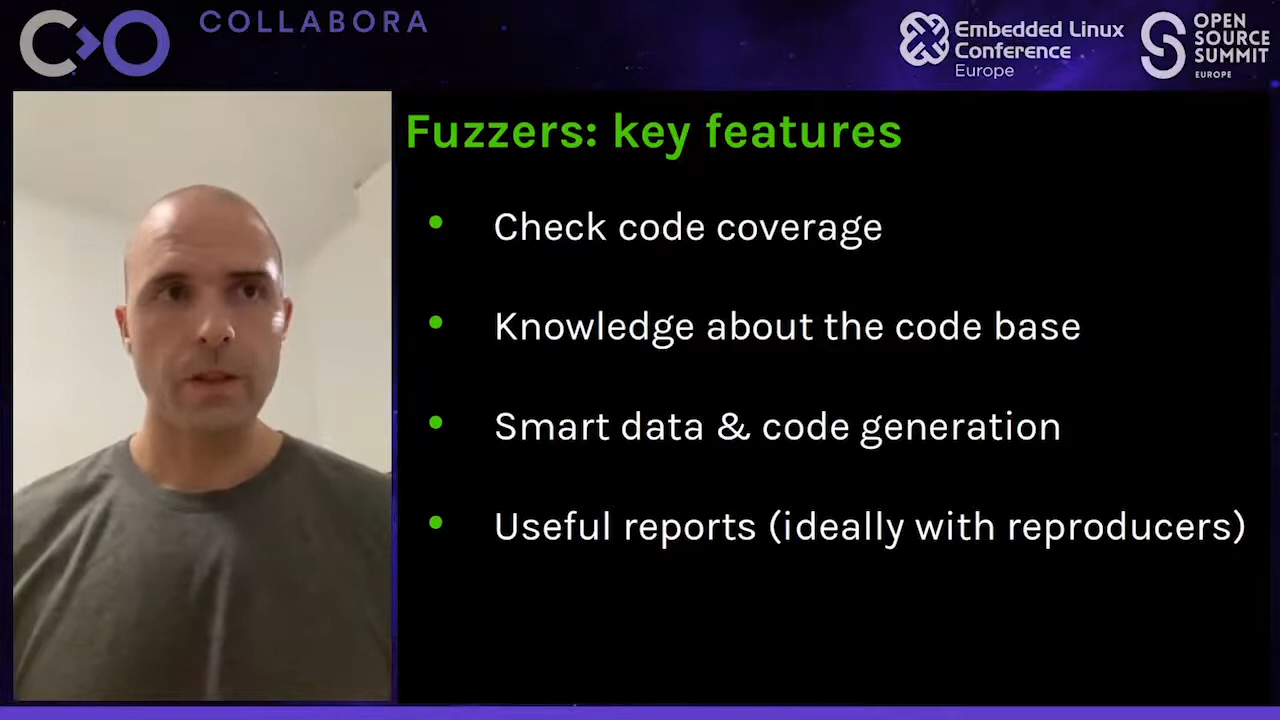 COLLABORA
Embedded Linux
Conference
Europe
OPEN
SOURCE
SUMMIT
EUROPE
Fuzzers: key features
• Check code coverage
• Knowledge about the code base
• Smart data & code generation
• Useful reports (ideally with reproducers)